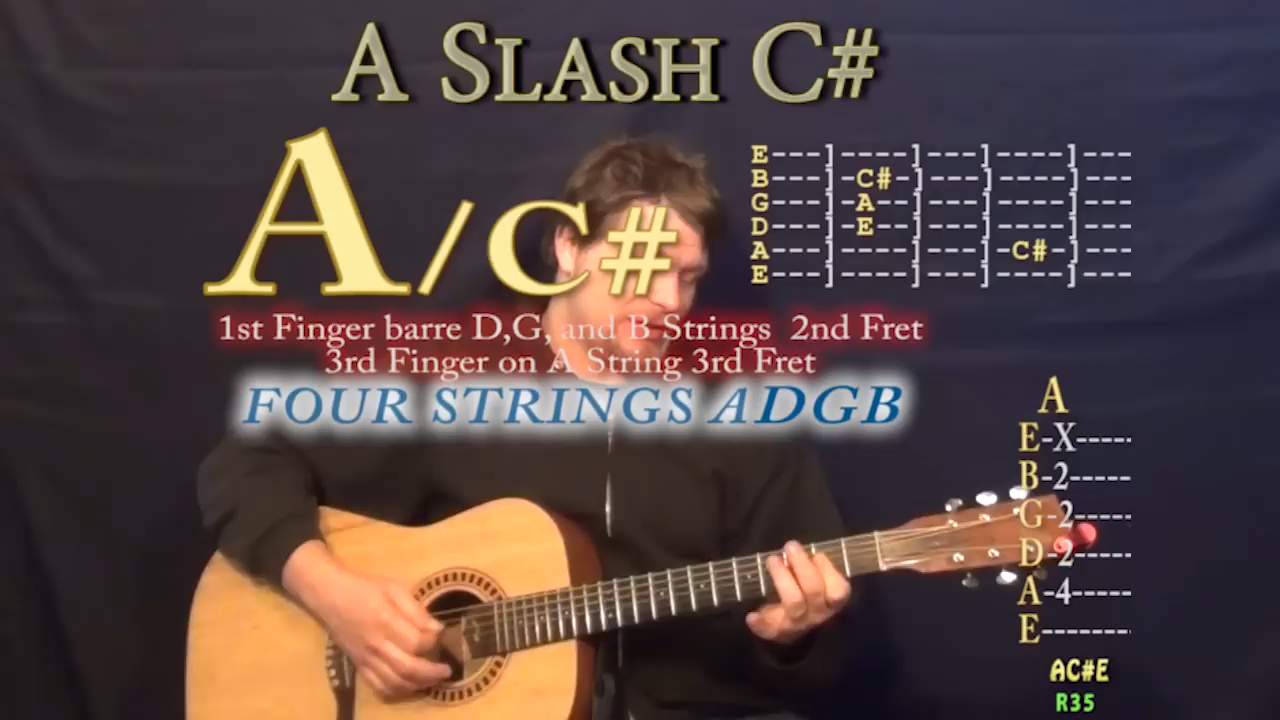 A SLASH C#
A/C#
E---]----]---]----]---
B---]-C#-]---]----]---
G---]-A--]---]----]---
D---]-E--]---]----]---
A---]----]---]-C#-]---
E---]----]---]----]---
1st Finger barre D,G, and B Strings 2nd Fret
3rd Finger on A String 3rd Fret
FOUR STRINGS ADGB
A
E-X-----
B-2-----
G-2-----
D-2-----
A-4-----
E-------
AC#E
R35